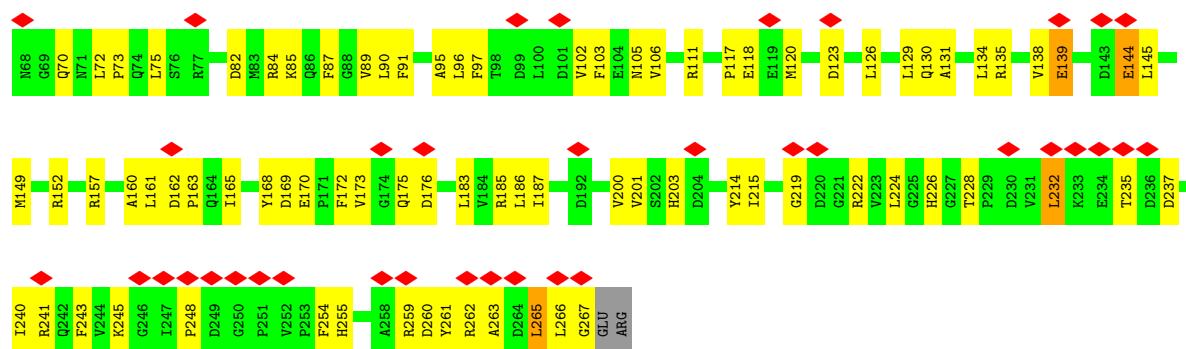 N68 G69 Q70 N71 L72 P73 Q74 L75 S76 R77 D82 M83 R84 K85 Q86 F87 G88 V89 L90 F91 A95 L96 F97 T98 D99 L100 D101 V102 F103 E104 N105 V106 R111 P117 E118 E119 M120 D123 L126 L129 Q130 A131 L134 R135 V138 E139 D143 E144 L145
M149 R152 R157 A160 L161 D162 P163 Q164 I165 Y168 D169 E170 P171 F172 V173 G174 Q175 D176 L183 V184 R185 L186 I187 D192 V200 V201 S202 H203 D204 Y214 I215 G219 D220 G221 R222 V223 L224 G225 H226 G227 T228 P229 D230 V231 L232 K233 E234 T235 D236 D237
I240 R241 Q242 F243 V244 K245 G246 I247 P248 D249 G250 P251 V252 P253 F254 H255 A258 R259 D260 Y261 R262 A263 D264 L265 L266 G267 GLU ARG